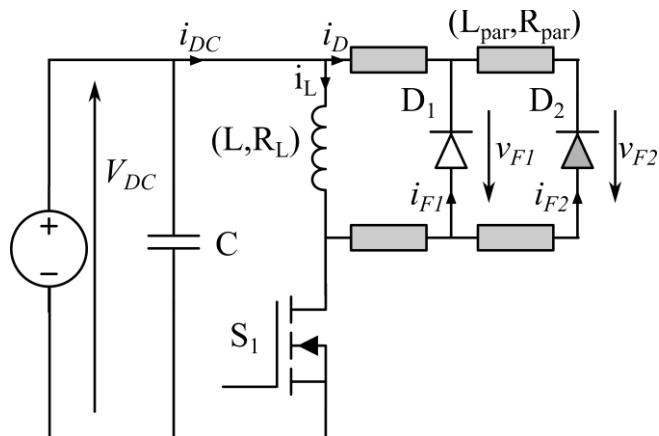 i_DC
i_D
(L_par,R_par)
i_L
D_1
D_2
(L,R_L)
V_DC
v_F1
v_F2
i_F1
i_F2
+
−
C
S_1